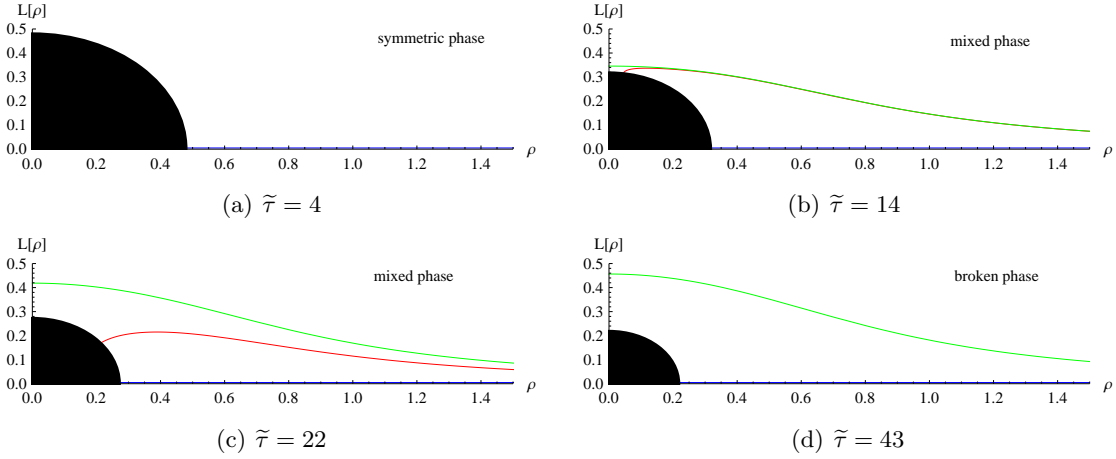 L[ρ]
symmetric phase
0.5
0.4
0.3
0.2
0.1
0.0
0.0 0.2 0.4 0.6 0.8 1.0 1.2 1.4 ρ
(a) τ̃ = 4
L[ρ]
mixed phase
0.5
0.4
0.3
0.2
0.1
0.0
0.0 0.2 0.4 0.6 0.8 1.0 1.2 1.4 ρ
(b) τ̃ = 14
L[ρ]
mixed phase
0.5
0.4
0.3
0.2
0.1
0.0
0.0 0.2 0.4 0.6 0.8 1.0 1.2 1.4 ρ
(c) τ̃ = 22
L[ρ]
broken phase
0.5
0.4
0.3
0.2
0.1
0.0
0.0 0.2 0.4 0.6 0.8 1.0 1.2 1.4 ρ
(d) τ̃ = 43